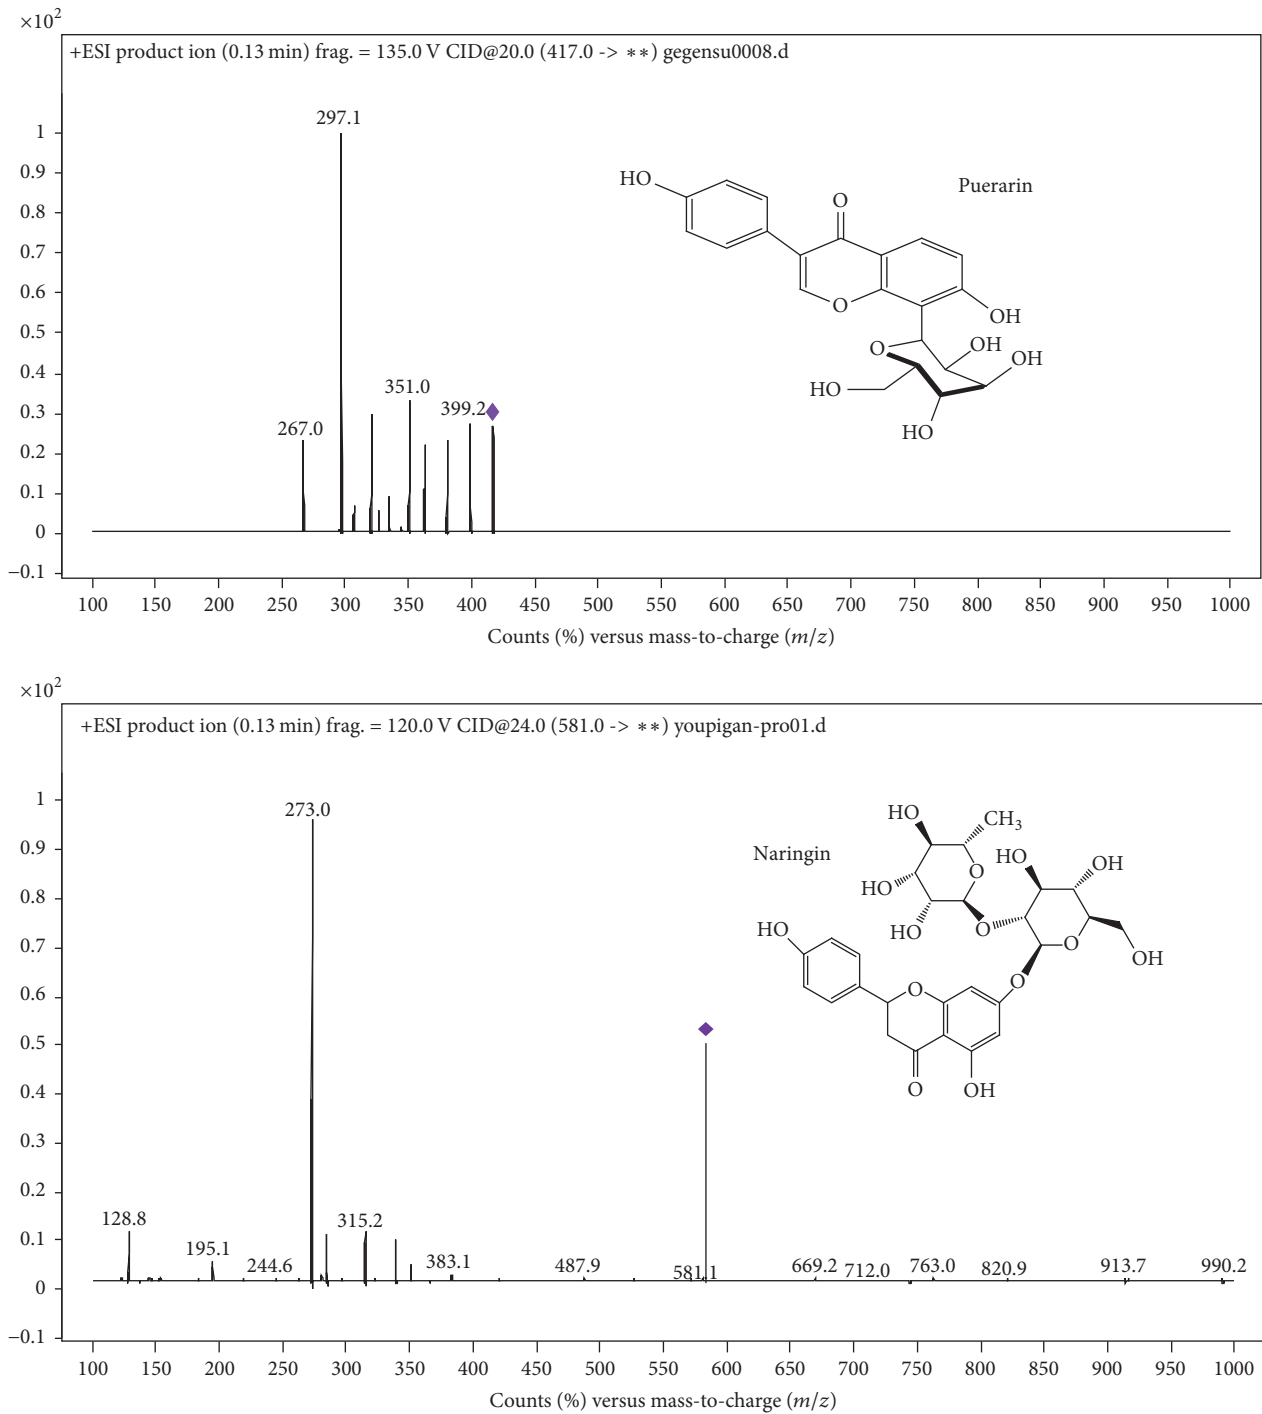 ×10²
+ESI product ion (0.13 min) frag. = 135.0 V CID@20.0 (417.0 -> ∗∗) gegensu0008.d
1
0.9
0.8
0.7
0.6
0.5
0.4
0.3
0.2
0.1
0
−0.1
297.1
351.0
399.2
267.0
Puerarin
HO
O
O
OH
O
OH
OH
HO
HO
100 150 200 250 300 350 400 450 500 550 600 650 700 750 800 850 900 950 1000
Counts (%) versus mass-to-charge (m/z)
×10²
+ESI product ion (0.13 min) frag. = 120.0 V CID@24.0 (581.0 -> ∗∗) youpigan-pro01.d
1
0.9
0.8
0.7
0.6
0.5
0.4
0.3
0.2
0.1
0
−0.1
273.0
128.8
195.1
244.6
315.2
383.1
487.9
581.1
669.2
712.0
763.0
820.9
913.7
990.2
Naringin
HO
CH₃
HO
OH
O
HO
HO
O
O
OH
HO
O
O
O
OH
100 150 200 250 300 350 400 450 500 550 600 650 700 750 800 850 900 950 1000
Counts (%) versus mass-to-charge (m/z)